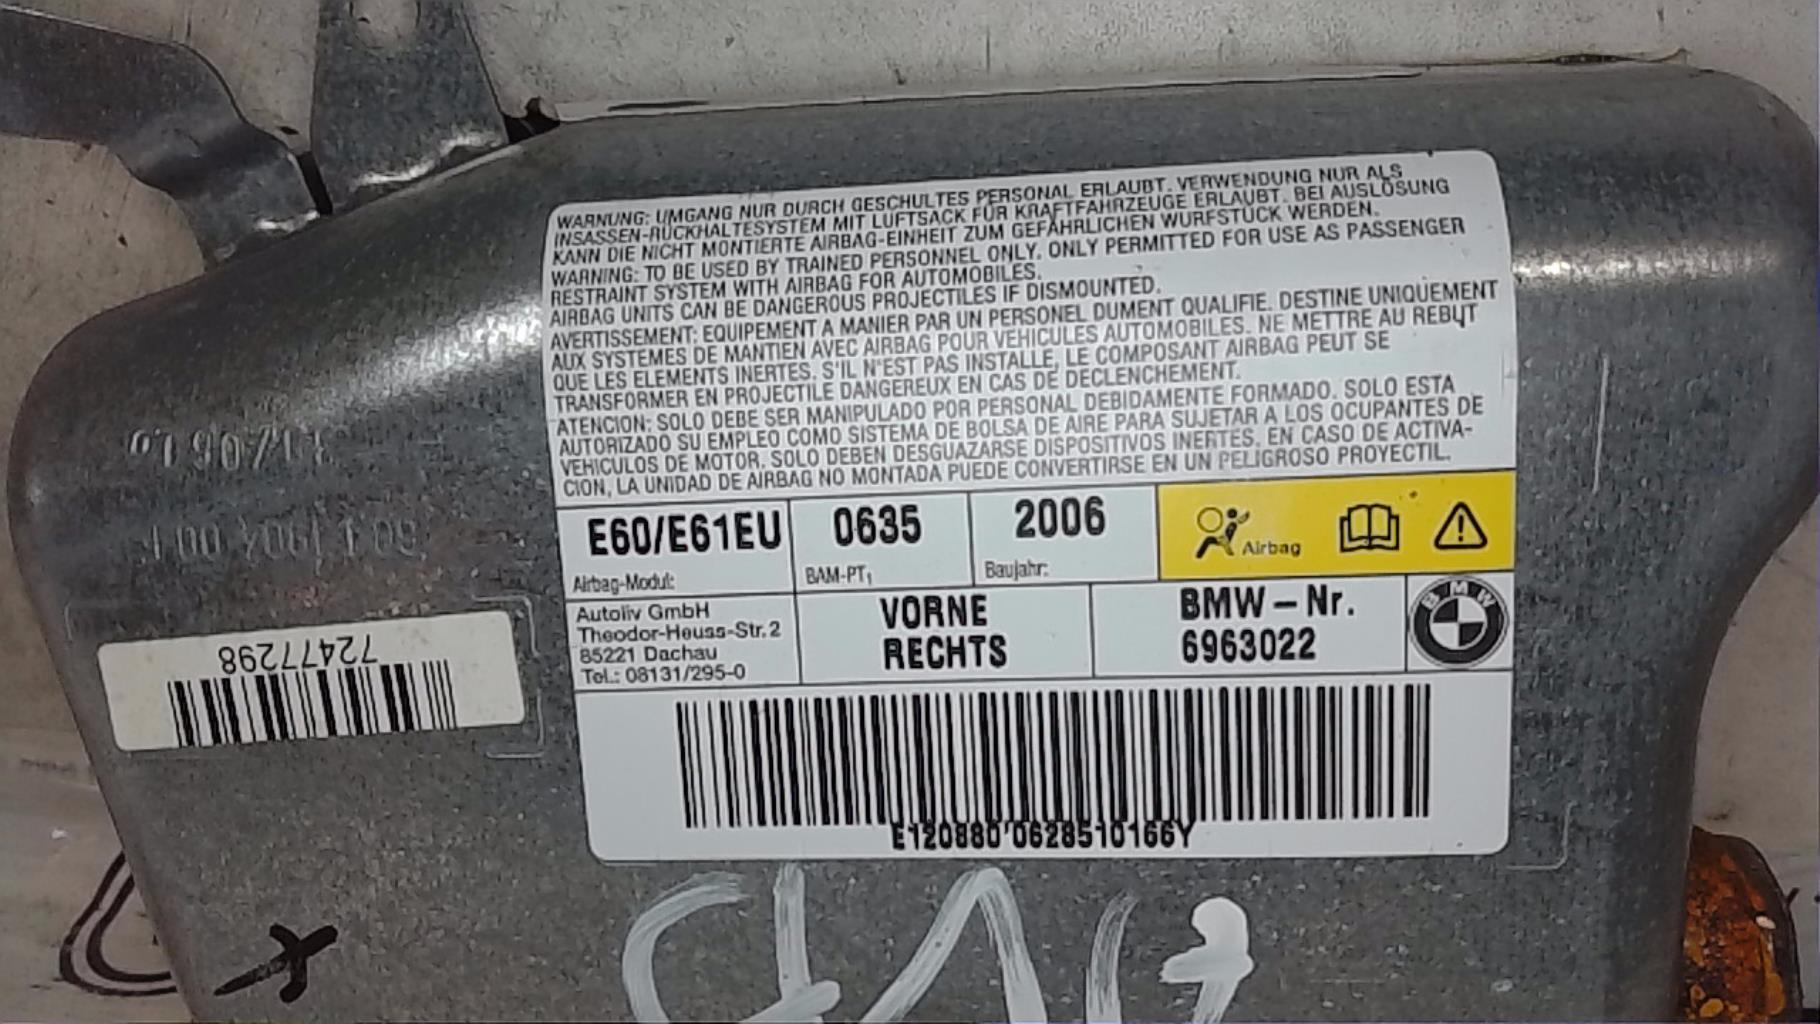 WARNUNG: UMGANG NUR DURCH GESCHULTES PERSONAL ERLAUBT. VERWENDUNG NUR ALS
INSASSEN-RÜCKHALTESYSTEM MIT LUFTSACK FÜR KRAFTFAHRZEUGE ERLAUBT. BEI AUSLÖSUNG
KANN DIE NICHT MONTIERTE AIRBAG-EINHEIT ZUM GEFÄHRLICHEN WURFSTÜCK WERDEN.
WARNING: TO BE USED BY TRAINED PERSONNEL ONLY. ONLY PERMITTED FOR USE AS PASSENGER
RESTRAINT SYSTEM WITH AIRBAG FOR AUTOMOBILES.
AIRBAG UNITS CAN BE DANGEROUS PROJECTILES IF DISMOUNTED.
AVERTISSEMENT: EQUIPEMENT A MANIER PAR UN PERSONEL DUMENT QUALIFIE. DESTINE UNIQUEMENT
AUX SYSTEMES DE MANTIEN AVEC AIRBAG POUR VEHICULES AUTOMOBILES. NE METTRE AU REBUT
QUE LES ELEMENTS INERTES. S'IL N'EST PAS INSTALLE, LE COMPOSANT AIRBAG PEUT SE
TRANSFORMER EN PROJECTILE DANGEREUX EN CAS DE DECLENCHEMENT.
ATENCION: SOLO DEBE SER MANIPULADO POR PERSONAL DEBIDAMENTE FORMADO. SOLO ESTA
AUTORIZADO SU EMPLEO COMO SISTEMA DE BOLSA DE AIRE PARA SUJETAR A LOS OCUPANTES DE
VEHICULOS DE MOTOR. SOLO DEBEN DESGUAZARSE DISPOSITIVOS INERTES. EN CASO DE ACTIVA-
CION, LA UNIDAD DE AIRBAG NO MONTADA PUEDE CONVERTIRSE EN UN PELIGROSO PROYECTIL.
E60/E61EU
Airbag-Modul:
0635
BAM-PT1
2006
Baujahr:
Airbag
Autoliv GmbH
Theodor-Heuss-Str. 2
85221 Dachau
Tel.: 08131/295-0
VORNE
RECHTS
BMW – Nr.
6963022
BMW
E120880'0628510166Y
72477298